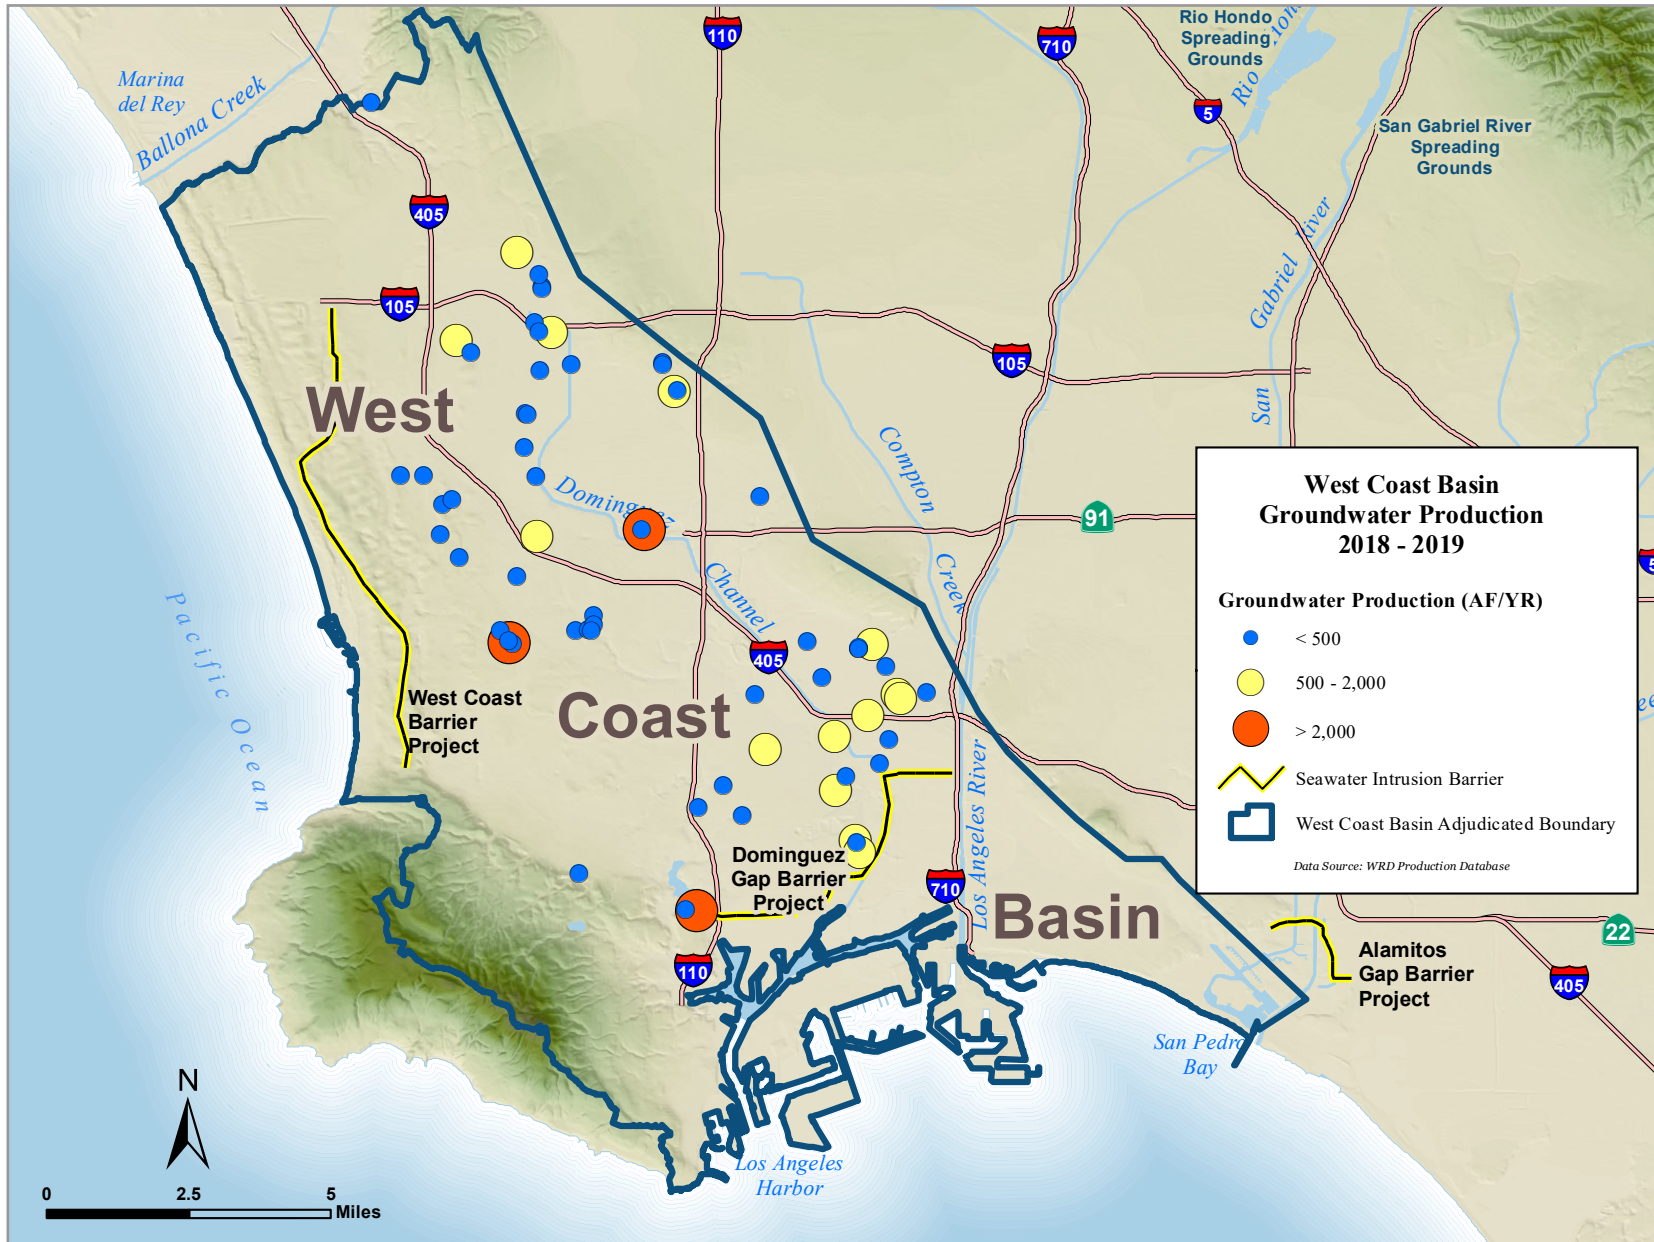 Rio Hondo
Spreading
Grounds
110
710
Rio
Marina
del Rey
Ballona Creek
5
San Gabriel River
Spreading
Grounds
405
San Gabriel River
105
105
West
Compton Creek
Dominguez Channel
91
West Coast Basin
Groundwater Production
2018 - 2019
Groundwater Production (AF/YR)
< 500
500 - 2,000
> 2,000
Seawater Intrusion Barrier
West Coast Basin Adjudicated Boundary
Data Source: WRD Production Database
Pacific Ocean
405
West Coast
Barrier
Project
Coast
Los Angeles River
Dominguez
Gap Barrier
Project
710
Basin
22
110
Alamitos
Gap Barrier
Project
405
San Pedro
Bay
N
Los Angeles
Harbor
0 2.5 5
Miles